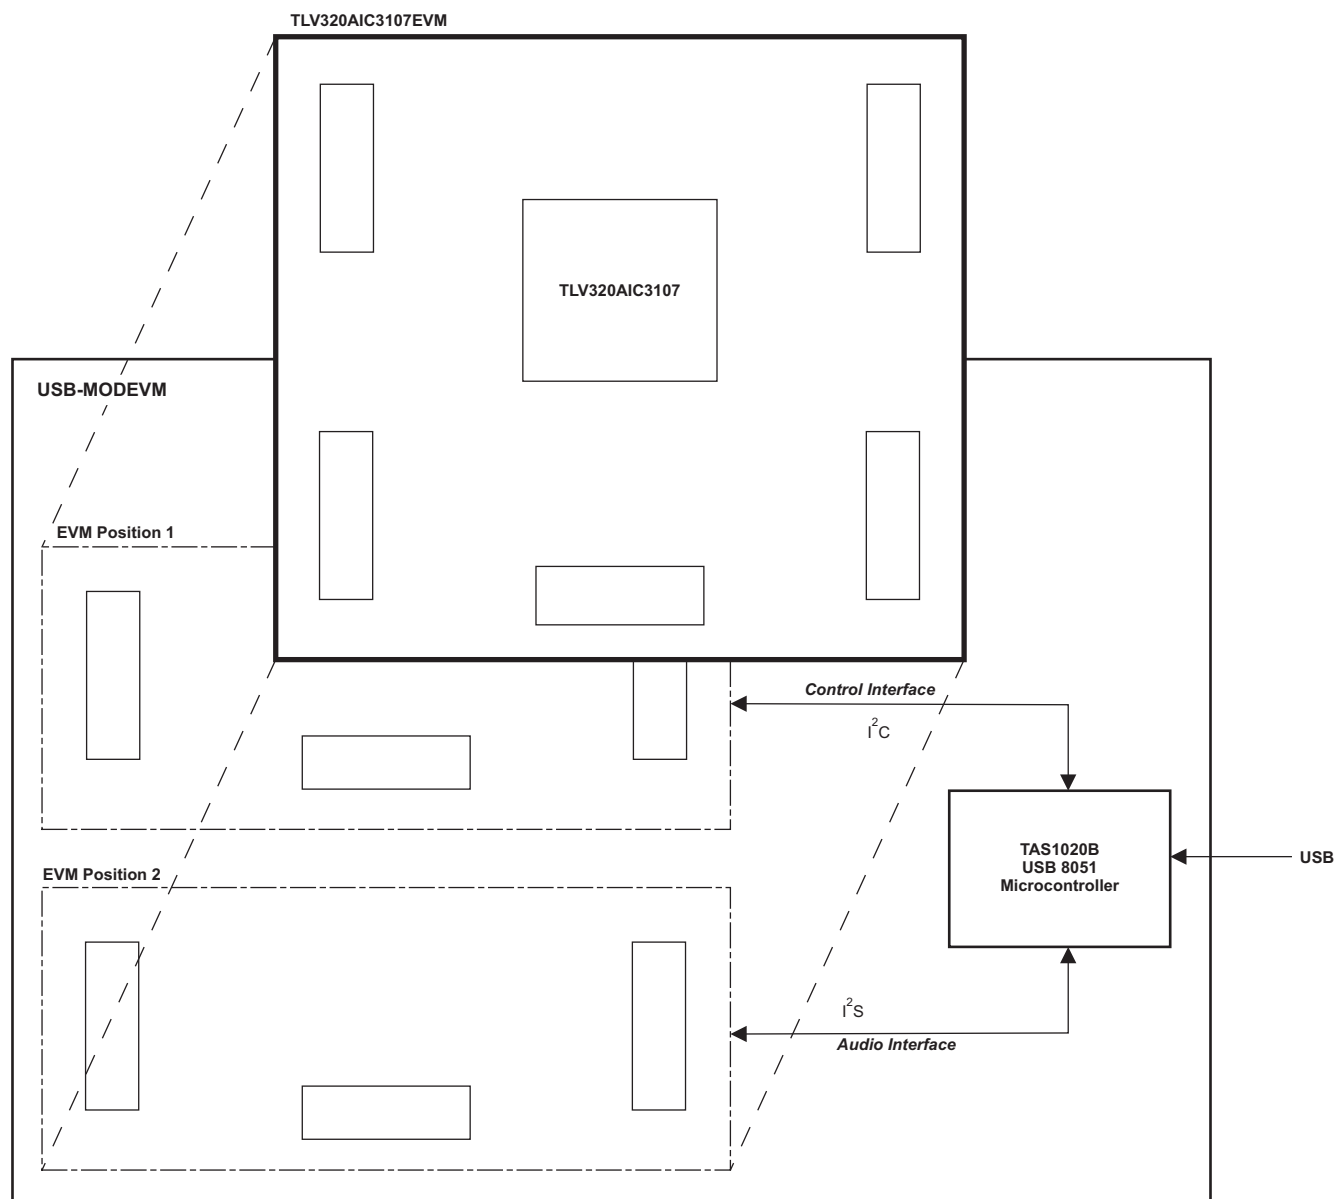 TLV320AIC3107EVM
TLV320AIC3107
USB-MODEVM
EVM Position 1
Control Interface
I²C
TAS1020B
USB 8051
Microcontroller
USB
EVM Position 2
I²S
Audio Interface